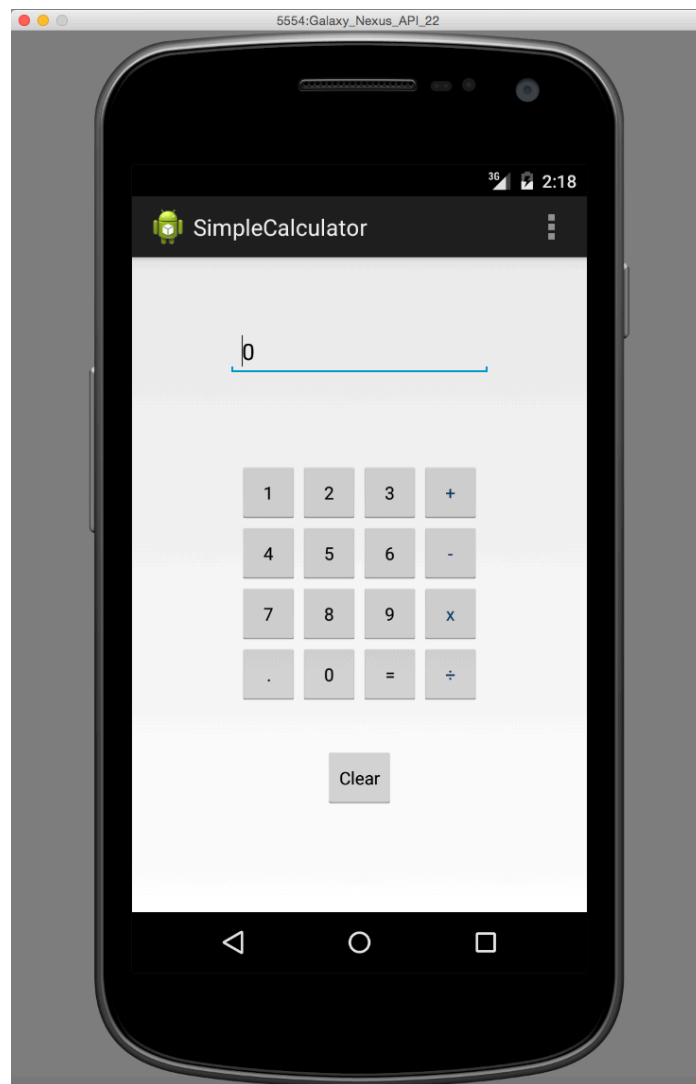 5554:Galaxy_Nexus_API_22
3G 2:18
SimpleCalculator
0
1 2 3 +
4 5 6 -
7 8 9 x
. 0 = ÷
Clear